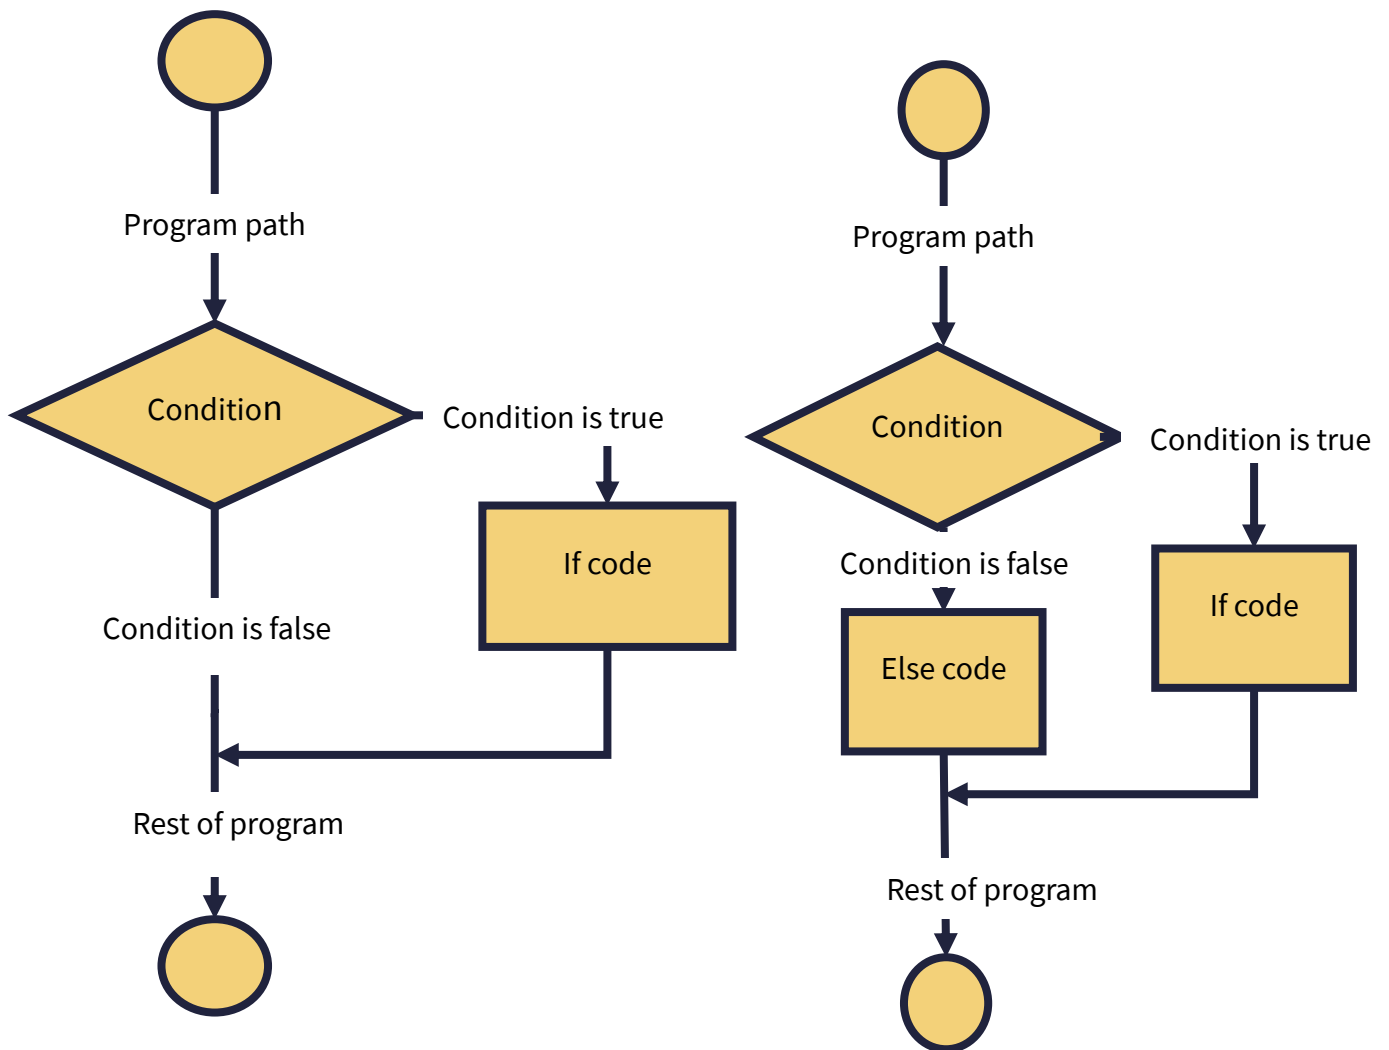 Program path
Condition
Condition is true
If code
Condition is false
Rest of program
Program path
Condition
Condition is true
Condition is false
If code
Else code
Rest of program